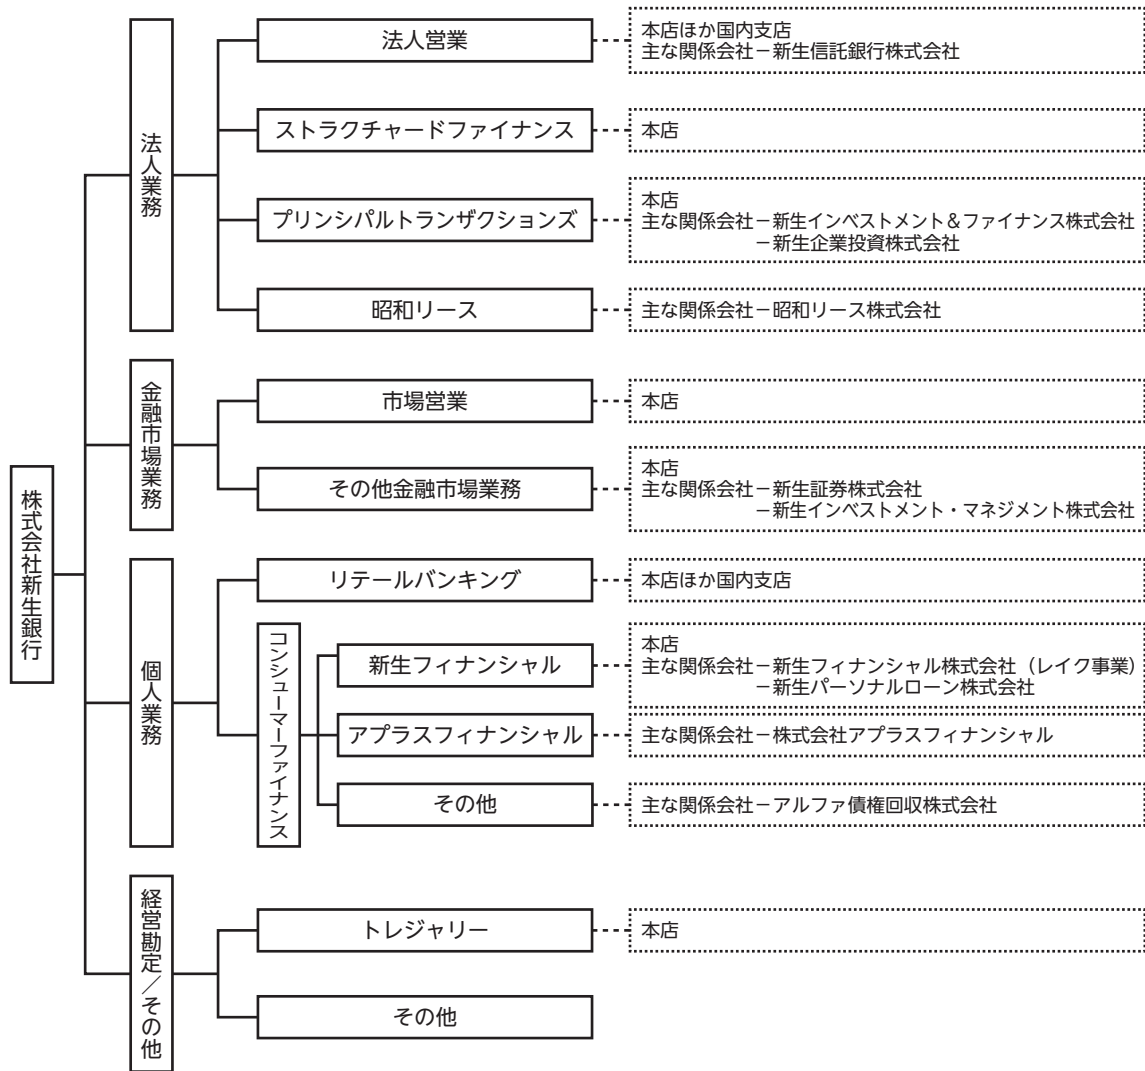 株式会社新生銀行
法人業務
法人営業
本店ほか国内支店
主な関係会社－新生信託銀行株式会社
ストラクチャードファイナンス
本店
プリンシパルトランザクションズ
本店
主な関係会社－新生インベストメント＆ファイナンス株式会社
－新生企業投資株式会社
昭和リース
主な関係会社－昭和リース株式会社
金融市場業務
市場営業
本店
その他金融市場業務
本店
主な関係会社－新生証券株式会社
－新生インベストメント・マネジメント株式会社
個人業務
リテールバンキング
本店ほか国内支店
コンシューマーファイナンス
新生フィナンシャル
本店
主な関係会社－新生フィナンシャル株式会社（レイク事業）
－新生パーソナルローン株式会社
アプラスフィナンシャル
主な関係会社－株式会社アプラスフィナンシャル
その他
主な関係会社－アルファ債権回収株式会社
経営勘定／その他
トレジャリー
本店
その他